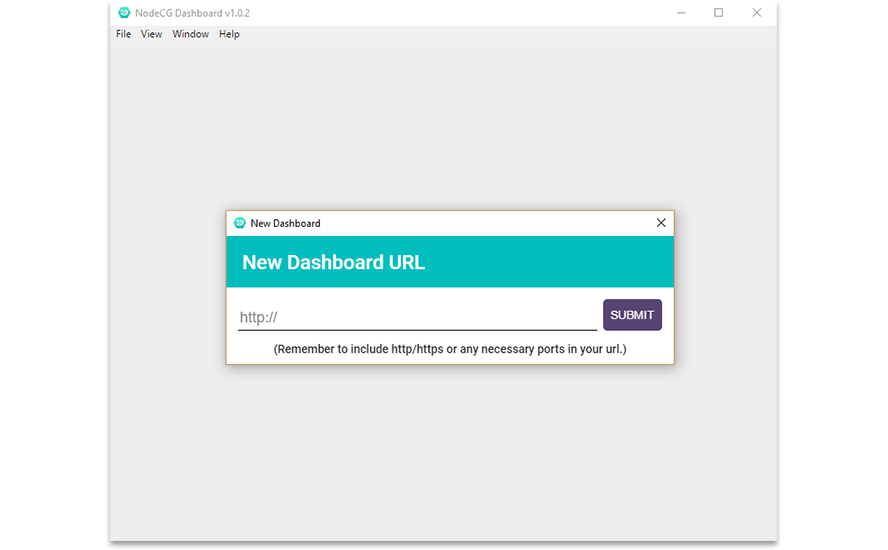 NodeCG Dashboard v1.0.2
File View Window Help
New Dashboard
New Dashboard URL
http://
SUBMIT
(Remember to include http/https or any necessary ports in your url.)